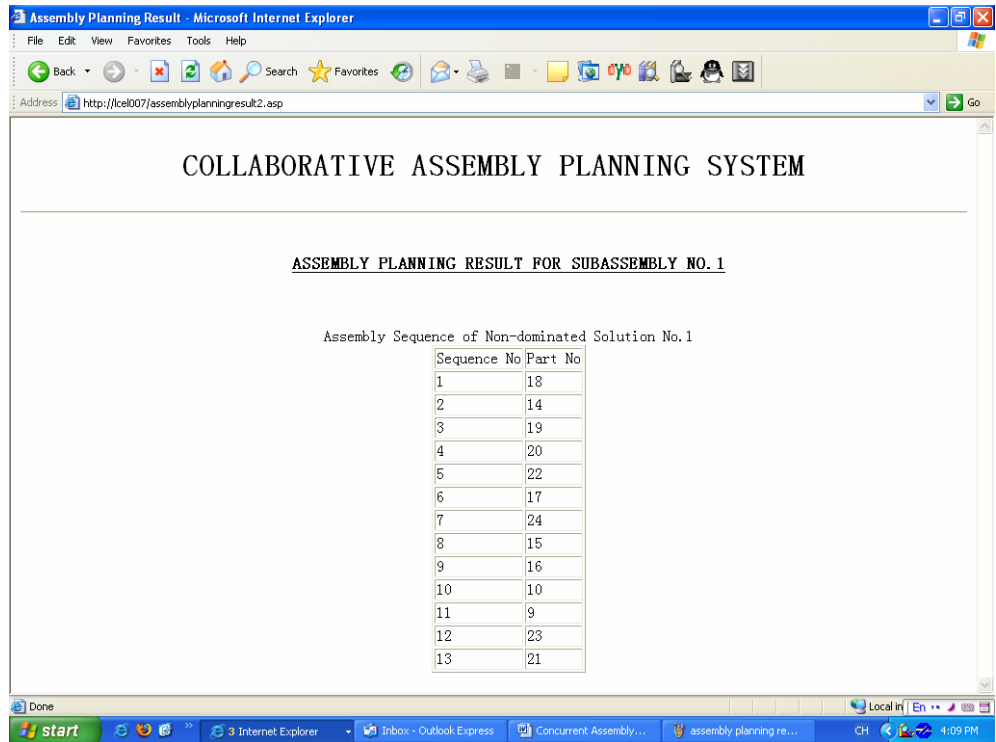 Assembly Planning Result - Microsoft Internet Explorer
File Edit View Favorites Tools Help
Back Search Favorites
Address http://lcel007/assemblyplanningresult2.asp Go
COLLABORATIVE ASSEMBLY PLANNING SYSTEM
ASSEMBLY PLANNING RESULT FOR SUBASSEMBLY NO.1
Assembly Sequence of Non-dominated Solution No.1
Sequence No Part No
1 18
2 14
3 19
4 20
5 22
6 17
7 24
8 15
9 16
10 10
11 9
12 23
13 21
Done Local in En
start 3 Internet Explorer Inbox - Outlook Express Concurrent Assembly... assembly planning re... CH 4:09 PM